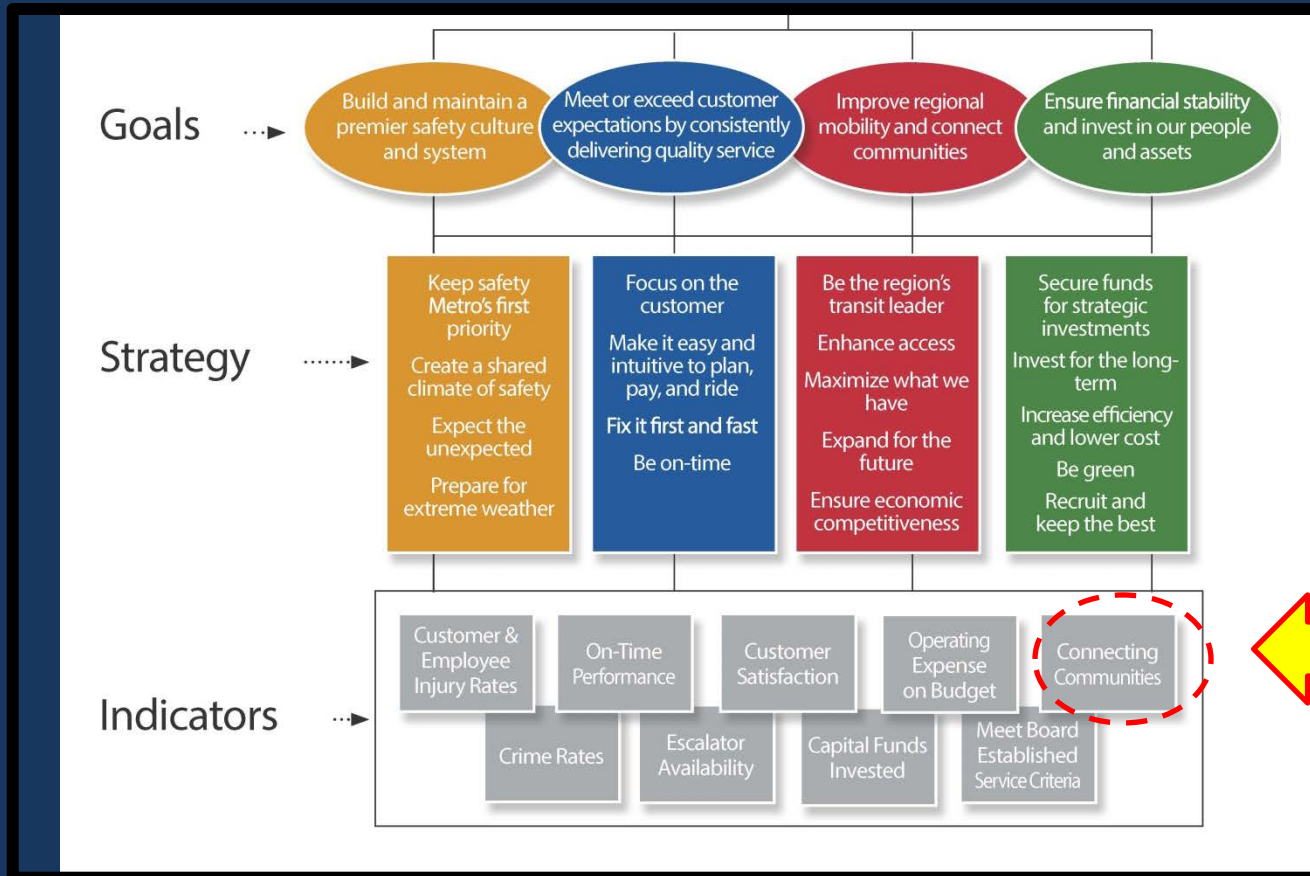 Goals
Build and maintain a
premier safety culture
and system
Meet or exceed customer
expectations by consistently
delivering quality service
Improve regional
mobility and connect
communities
Ensure financial stability
and invest in our people
and assets
Strategy
Keep safety
Metro's first
priority
Create a shared
climate of safety
Expect the
unexpected
Prepare for
extreme weather
Focus on the
customer
Make it easy and
intuitive to plan,
pay, and ride
Fix it first and fast
Be on-time
Be the region's
transit leader
Enhance access
Maximize what we
have
Expand for the
future
Ensure economic
competitiveness
Secure funds
for strategic
investments
Invest for the long-
term
Increase efficiency
and lower cost
Be green
Recruit and
keep the best
Indicators
Customer &
Employee
Injury Rates
On-Time
Performance
Customer
Satisfaction
Operating
Expense
on Budget
Connecting
Communities
Crime Rates
Escalator
Availability
Capital Funds
Invested
Meet Board
Established
Service Criteria